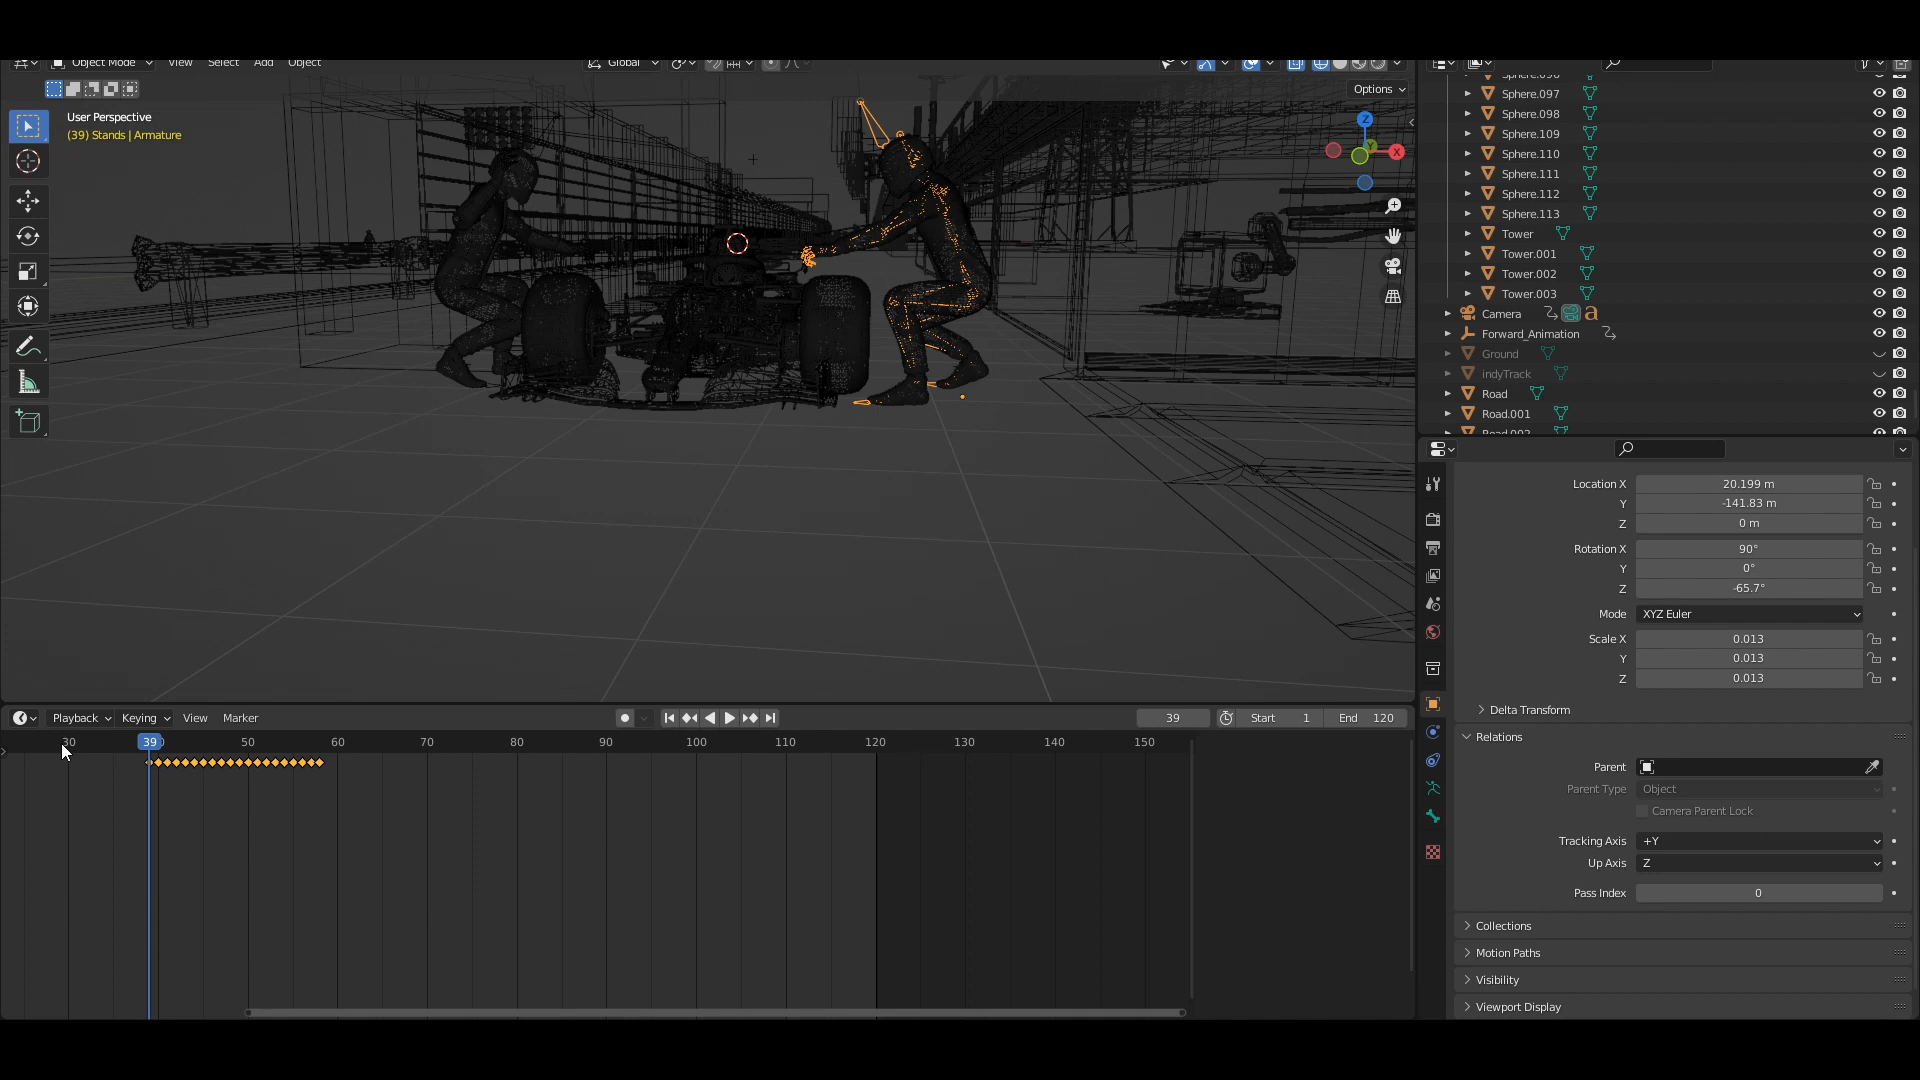 Object Mode View Select Add Object Global
Options
User Perspective
(39) Stands | Armature
Z
X
Sphere.097
Sphere.098
Sphere.109
Sphere.110
Sphere.111
Sphere.112
Sphere.113
Tower
Tower.001
Tower.002
Tower.003
Camera
Forward_Animation
Ground
indyTrack
Road
Road.001
Location X 20.199 m
Y -141.83 m
Z 0 m
Rotation X 90°
Y 0°
Z -65.7°
Mode XYZ Euler
Scale X 0.013
Y 0.013
Z 0.013
Delta Transform
Relations
Parent
Parent Type Object
Camera Parent Lock
Tracking Axis +Y
Up Axis Z
Pass Index 0
Collections
Motion Paths
Visibility
Viewport Display
Playback Keying View Marker 39 Start 1 End 120
30 39 50 60 70 80 90 100 110 120 130 140 150